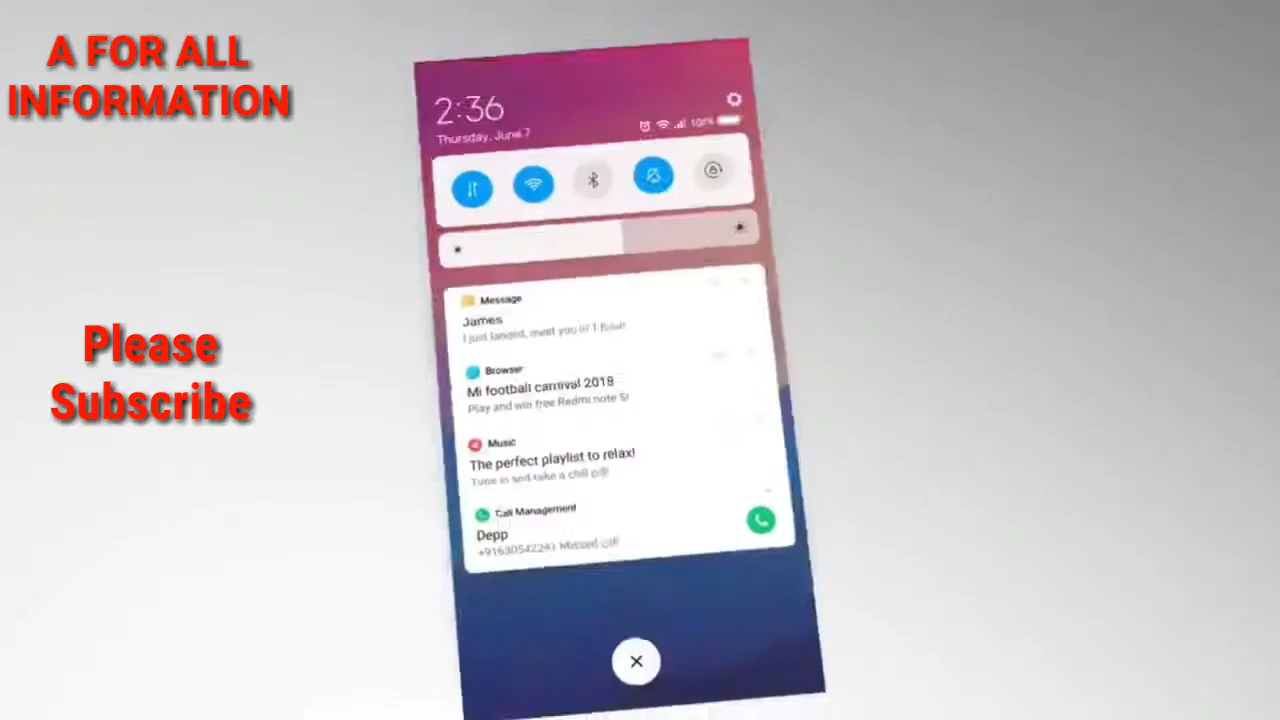 A FOR ALL
INFORMATION
Please
Subscribe
2:36
Thursday, June 7
100%
Message
James
I just landed, meet you in 1 hour
Browser
Mi football carnival 2018
Play and win free Redmi note 5!
Music
The perfect playlist to relax!
Tune in and take a chill pill!
Call Management
Depp
Missed call